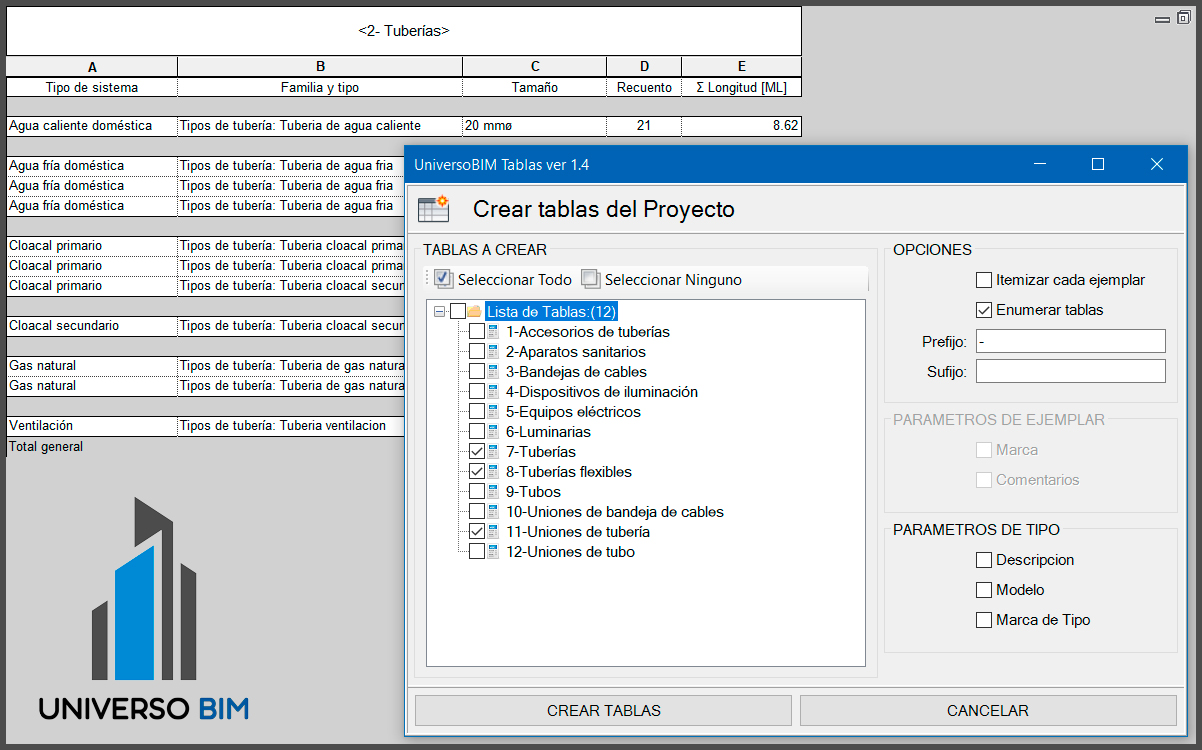 <2- Tuberías>
A B C D E
Tipo de sistema Familia y tipo Tamaño Recuento Σ Longitud [ML]
Agua caliente doméstica Tipos de tubería: Tuberia de agua caliente 20 mmø 21 8.62
Agua fría doméstica Tipos de tubería: Tuberia de agua fria
Agua fría doméstica Tipos de tubería: Tuberia de agua fria
Agua fría doméstica Tipos de tubería: Tuberia de agua fria
Cloacal primario Tipos de tubería: Tuberia cloacal prima
Cloacal primario Tipos de tubería: Tuberia cloacal prima
Cloacal primario Tipos de tubería: Tuberia cloacal secun
Cloacal secundario Tipos de tubería: Tuberia cloacal secun
Gas natural Tipos de tubería: Tuberia de gas natura
Gas natural Tipos de tubería: Tuberia de gas natura
Ventilación Tipos de tubería: Tuberia ventilacion
Total general
UNIVERSO BIM
UniversoBIM Tablas ver 1.4
Crear tablas del Proyecto
TABLAS A CREAR
Seleccionar Todo Seleccionar Ninguno
Lista de Tablas:(12)
1-Accesorios de tuberías
2-Aparatos sanitarios
3-Bandejas de cables
4-Dispositivos de iluminación
5-Equipos eléctricos
6-Luminarias
7-Tuberías
8-Tuberías flexibles
9-Tubos
10-Uniones de bandeja de cables
11-Uniones de tubería
12-Uniones de tubo
OPCIONES
Itemizar cada ejemplar
Enumerar tablas
Prefijo: -
Sufijo:
PARAMETROS DE EJEMPLAR
Marca
Comentarios
PARAMETROS DE TIPO
Descripcion
Modelo
Marca de Tipo
CREAR TABLAS CANCELAR